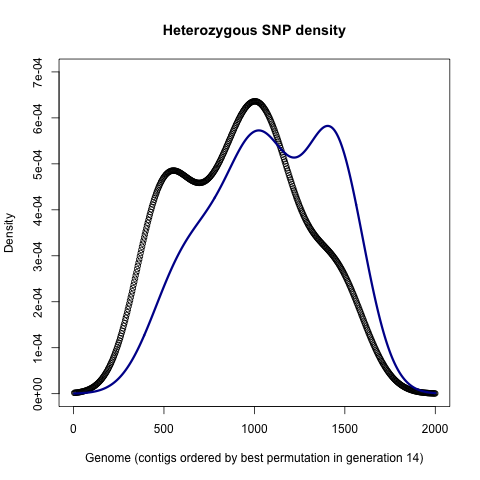 Heterozygous SNP density
Density
7e-04
6e-04
5e-04
4e-04
3e-04
2e-04
1e-04
0e+00
0 500 1000 1500 2000
Genome (contigs ordered by best permutation in generation 14)